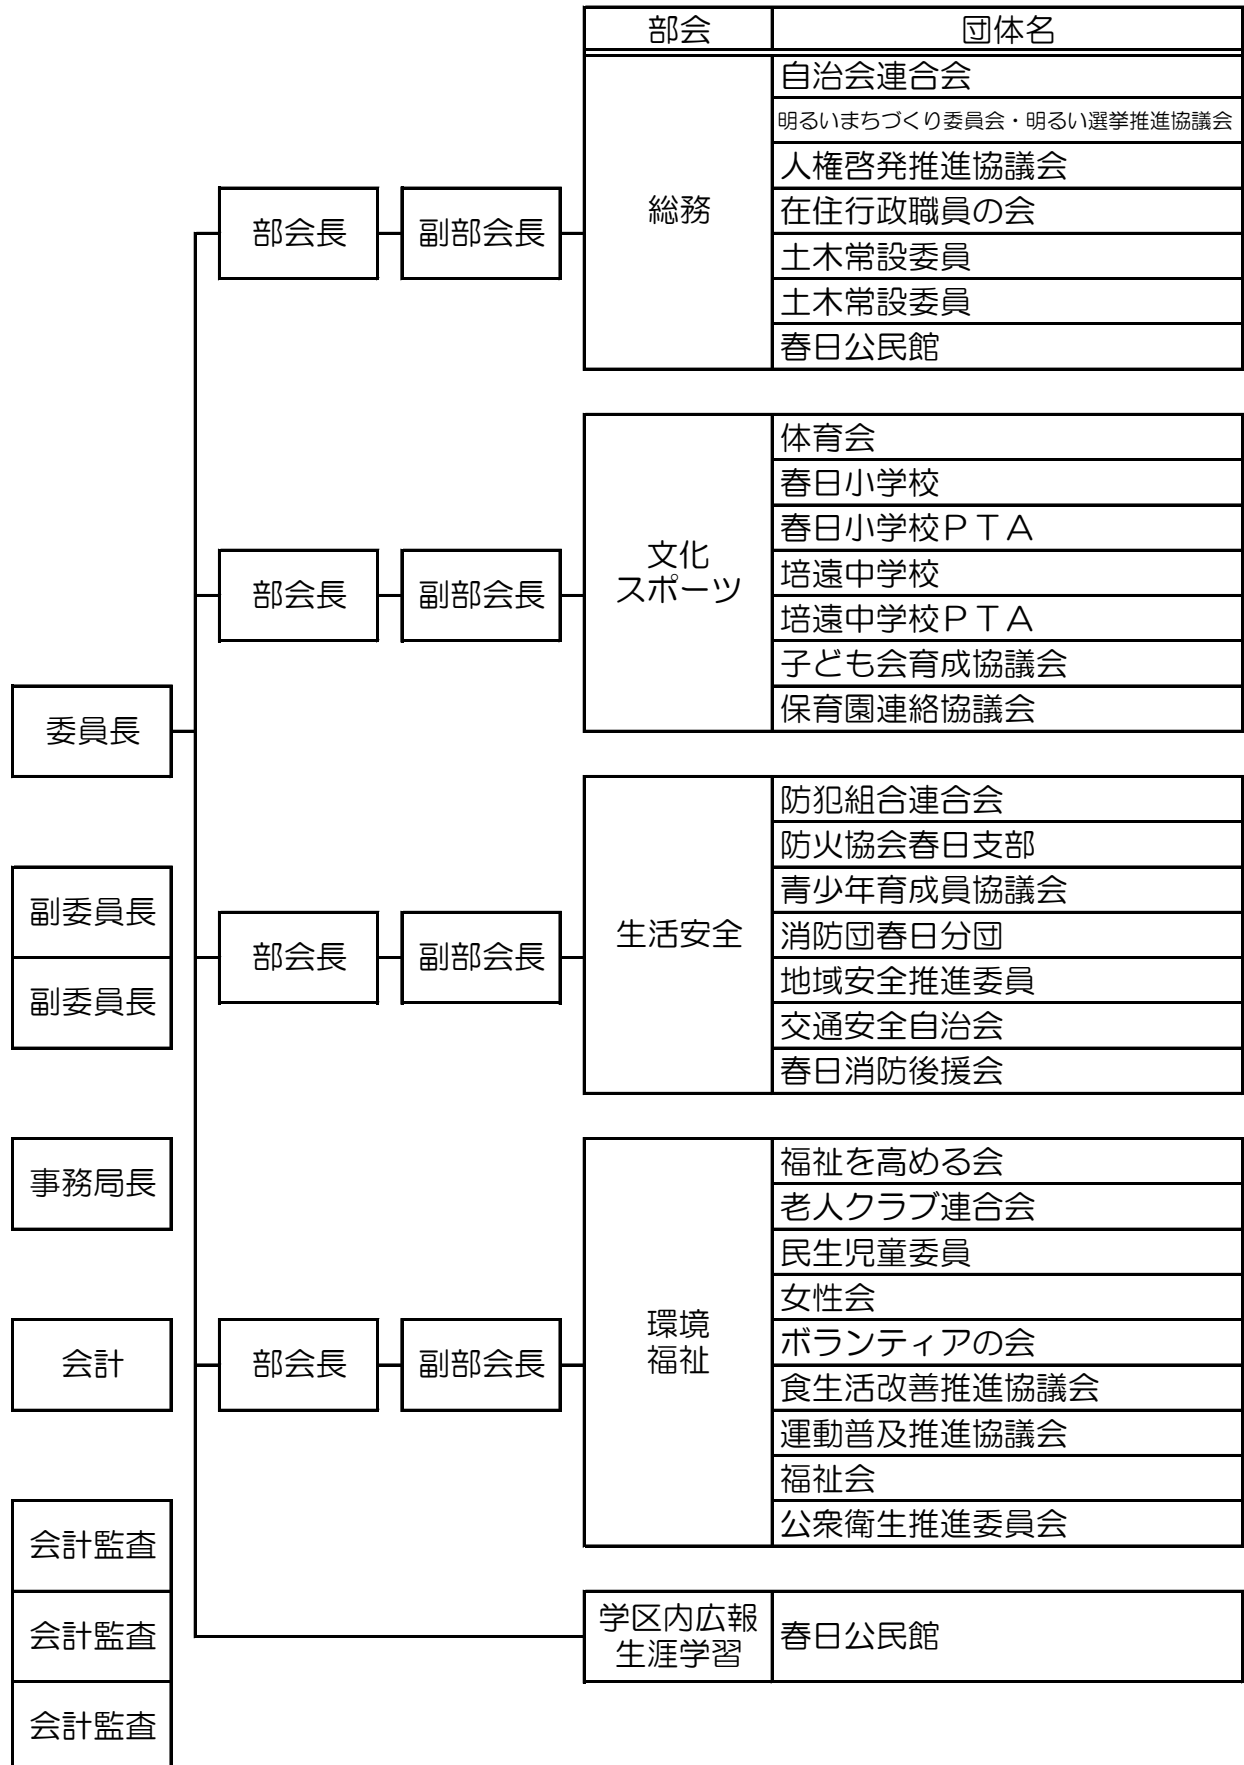 部会 団体名
自治会連合会
明るいまちづくり委員会・明るい選挙推進協議会
人権啓発推進協議会
部会長 副部会長 総務 在住行政職員の会
土木常設委員
土木常設委員
春日公民館
体育会
春日小学校
春日小学校ＰＴＡ
部会長 副部会長 文化
スポーツ 培遠中学校
培遠中学校ＰＴＡ
子ども会育成協議会
保育園連絡協議会
委員長
防犯組合連合会
防火協会春日支部
副委員長
青少年育成員協議会
部会長 副部会長 生活安全 消防団春日分団
副委員長
地域安全推進委員
交通安全自治会
春日消防後援会
事務局長
福祉を高める会
老人クラブ連合会
民生児童委員
女性会
会計 部会長 副部会長 環境
福祉 ボランティアの会
食生活改善推進協議会
運動普及推進協議会
福祉会
公衆衛生推進委員会
会計監査
会計監査
学区内広報
生涯学習 春日公民館
会計監査